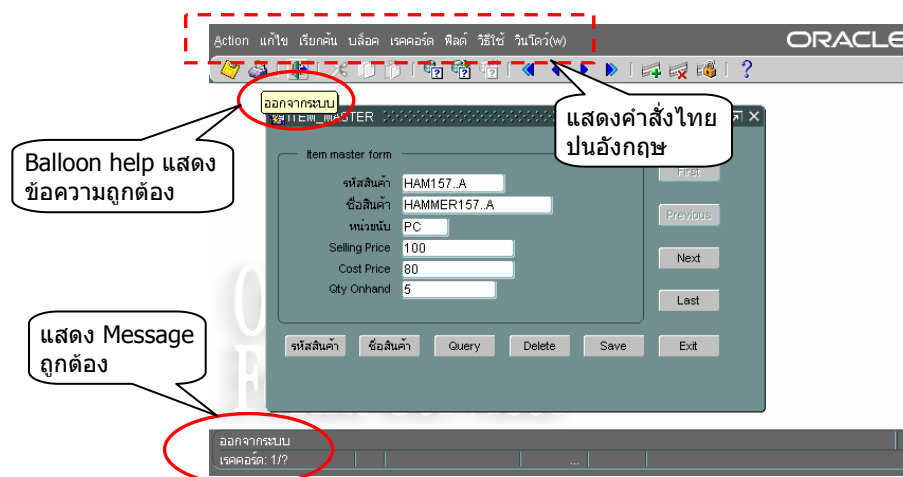 Action แก้ไข เรียกค้น บล็อค เรคคอร์ด ฟิลด์ วิธีใช้ วินโดว์(w)
ORACLE
ออกจากระบบ
แสดงคำสั่งไทย
ปนอังกฤษ
ITEM_MASTER
Balloon help แสดง
ข้อความถูกต้อง
Item master form
First
รหัสสินค้า HAM157..A
ชื่อสินค้า HAMMER157..A
Previous
หน่วยนับ PC
Selling Price 100
Next
Cost Price 80
Qty Onhand 5
Last
แสดง Message
ถูกต้อง
รหัสสินค้า ชื่อสินค้า Query Delete Save Exit
ออกจากระบบ
เรคคอร์ด: 1/? ...